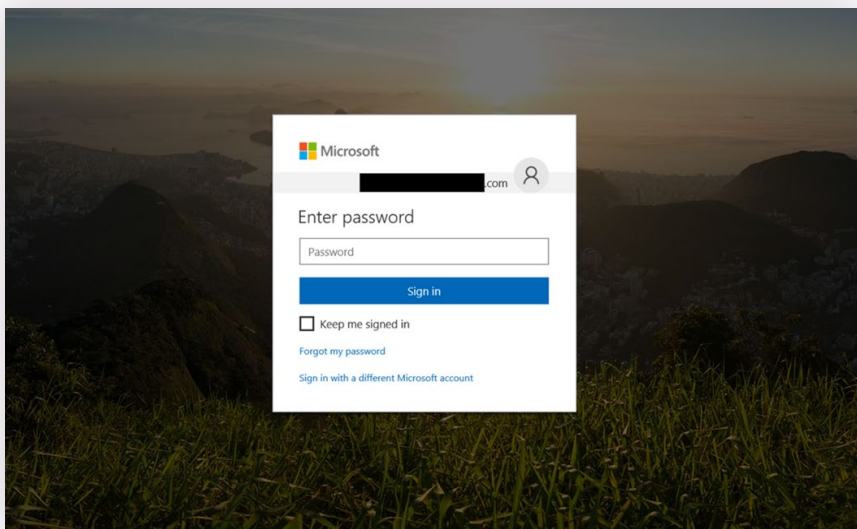 Microsoft
.com
Enter password
Password
Sign in
Keep me signed in
Forgot my password
Sign in with a different Microsoft account